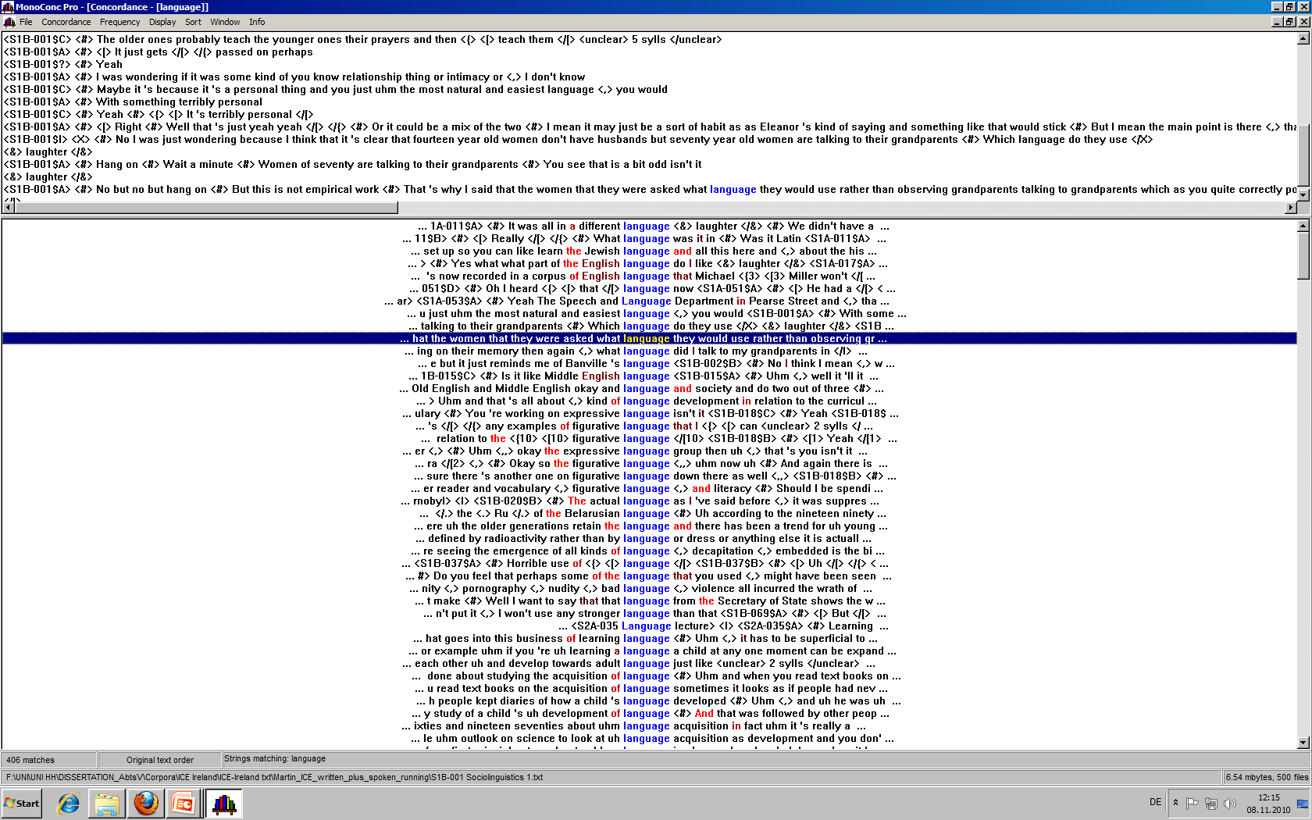 MonoConc Pro - [Concordance - [language]]
File Concordance Frequency Display Sort Window Info
<S1B-001$C> <#> The older ones probably teach the younger ones their prayers and then <{> <[> teach them </[> <unclear> 5 sylls </unclear>
<S1B-001$A> <#> <[> It just gets </[> </{> passed on perhaps
<S1B-001$?> <#> Yeah
<S1B-001$A> <#> I was wondering if it was some kind of you know relationship thing or intimacy or <,> I don't know
<S1B-001$C> <#> Maybe it 's because it 's a personal thing and you just uhm the most natural and easiest language <,> you would
<S1B-001$A> <#> With something terribly personal
<S1B-001$C> <#> Yeah <#> <{> <[> It 's terribly personal </[>
<S1B-001$A> <#> <[> Right <#> Well that 's just yeah yeah </[> </{> <#> Or it could be a mix of the two <#> I mean it may just be a sort of habit as as Eleanor 's kind of saying and something like that would stick <#> But I mean the main point is there <,> tha
<S1B-001$I> <X> <#> No I was just wondering because I think that it 's clear that fourteen year old women don't have husbands but seventy year old women are talking to their grandparents <#> Which language do they use </X>
<&> laughter </&>
<S1B-001$A> <#> Hang on <#> Wait a minute <#> Women of seventy are talking to their grandparents <#> You see that is a bit odd isn't it
<&> laughter </&>
<S1B-001$A> <#> No but no but hang on <#> But this is not empirical work <#> That 's why I said that the women that they were asked what language they would use rather than observing grandparents talking to grandparents which as you quite correctly po
... 1A-011$A> <#> It was all in a different language <&> laughter </&> <#> We didn't have a ...
... 11$B> <#> <[> Really </[> </{> <#> What language was it in <#> Was it Latin <S1A-011$A> ...
... set up so you can like learn the Jewish language and all this here and <,> about the his ...
... > <#> Yes what what part of the English language do I like <&> laughter </&> <S1A-017$A> ...
... 's now recorded in a corpus of English language that Michael <{3> <[3> Miller won't </[ ...
... 051$D> <#> Oh I heard <{> <[> that </[> language now <S1A-051$A> <#> <[> He had a </[> < ...
... ar> <S1A-053$A> <#> Yeah The Speech and Language Department in Pearse Street and <,> tha ...
... u just uhm the most natural and easiest language <,> you would <S1B-001$A> <#> With some ...
... talking to their grandparents <#> Which language do they use </X> <&> laughter </&> <S1B ...
... hat the women that they were asked what language they would use rather than observing gr ...
... ing on their memory then again <,> what language did I talk to my grandparents in </I> ...
... e but it just reminds me of Banville 's language <S1B-002$B> <#> No I think I mean <,> w ...
... 1B-015$C> <#> Is it like Middle English language <S1B-015$A> <#> Uhm <,> well it 'll it ...
... Old English and Middle English okay and language and society and do two out of three <#> ...
... > Uhm and that's all about <,> kind of language development in relation to the curricul ...
... ulary <#> You 're working on expressive language isn't it <S1B-018$C> <#> Yeah <S1B-018$ ...
... 's </[> </{> any examples of figurative language that I <{> <[> can <unclear> 2 sylls </ ...
... relation to the <{10> <[10> figurative language </[10> <S1B-018$B> <#> <[1> Yeah </[1> ...
... er <,> <#> Uhm <,,> okay the expressive language group then uh <,> that 's you isn't it ...
... ra </[2> <,> <#> Okay so the figurative language <,,> uhm now uh <#> And again there is ...
... sure there 's another one on figurative language down there as well <,,> <S1B-018$B> <#> ...
... er reader and vocabulary <,> figurative language <,> and literacy <#> Should I be spendi ...
... rnobyl> <I> <S1B-020$B> <#> The actual language as I 've said before <,> it was suppres ...
... </.> the <.> Ru </.> of the Belarusian language <#> Uh according to the nineteen ninety ...
... ere uh the older generations retain the language and there has been a trend for uh young ...
... defined by radioactivity rather than by language or dress or anything else it is actuall ...
... re seeing the emergence of all kinds of language <,> decapitation <,> embedded is the bi ...
... <S1B-037$A> <#> Horrible use of <{> <[> language </[> <S1B-037$B> <#> <[> Uh </[> </{> < ...
... #> Do you feel that perhaps some of the language that you used <,> might have been seen ...
... nity <,> pornography <,> nudity <,> bad language <,> violence all incurred the wrath of ...
... t make <#> Well I want to say that that language from the Secretary of State shows the w ...
... n't put it <,> I won't use any stronger language than that <S1B-069$A> <#> <[> But </[> ...
... <S2A-035 Language lecture> <I> <S2A-035$A> <#> Learning ...
... hat goes into this business of learning language <#> Uhm <,> it has to be superficial to ...
... or example uhm if you 're uh learning a language a child at any one moment can be expand ...
... each other uh and develop towards adult language just like <unclear> 2 sylls </unclear> ...
... done about studying the acquisition of language <#> Uhm and when you read text books on ...
... u read text books on the acquisition of language sometimes it looks as if people had nev ...
... h people kept diaries of how a child 's language developed <#> Uhm <,> and uh he was uh ...
... y study of a child 's uh development of language <#> And that was followed by other peop ...
... ixties and nineteen seventies about uhm language acquisition in fact uhm it 's really a ...
... le uhm outlook on science to look at uh language acquisition as development and you don' ...
406 matches Original text order Strings matching: language
F:\UNI\UNI HH\DISSERTATION_AbtsV\Corpora\ICE Ireland\ICE-Ireland txt\Martin_ICE_written_plus_spoken_running\S1B-001 Sociolinguistics 1.txt 6.54 mbytes, 500 files
Start DE 12:15
08.11.2010